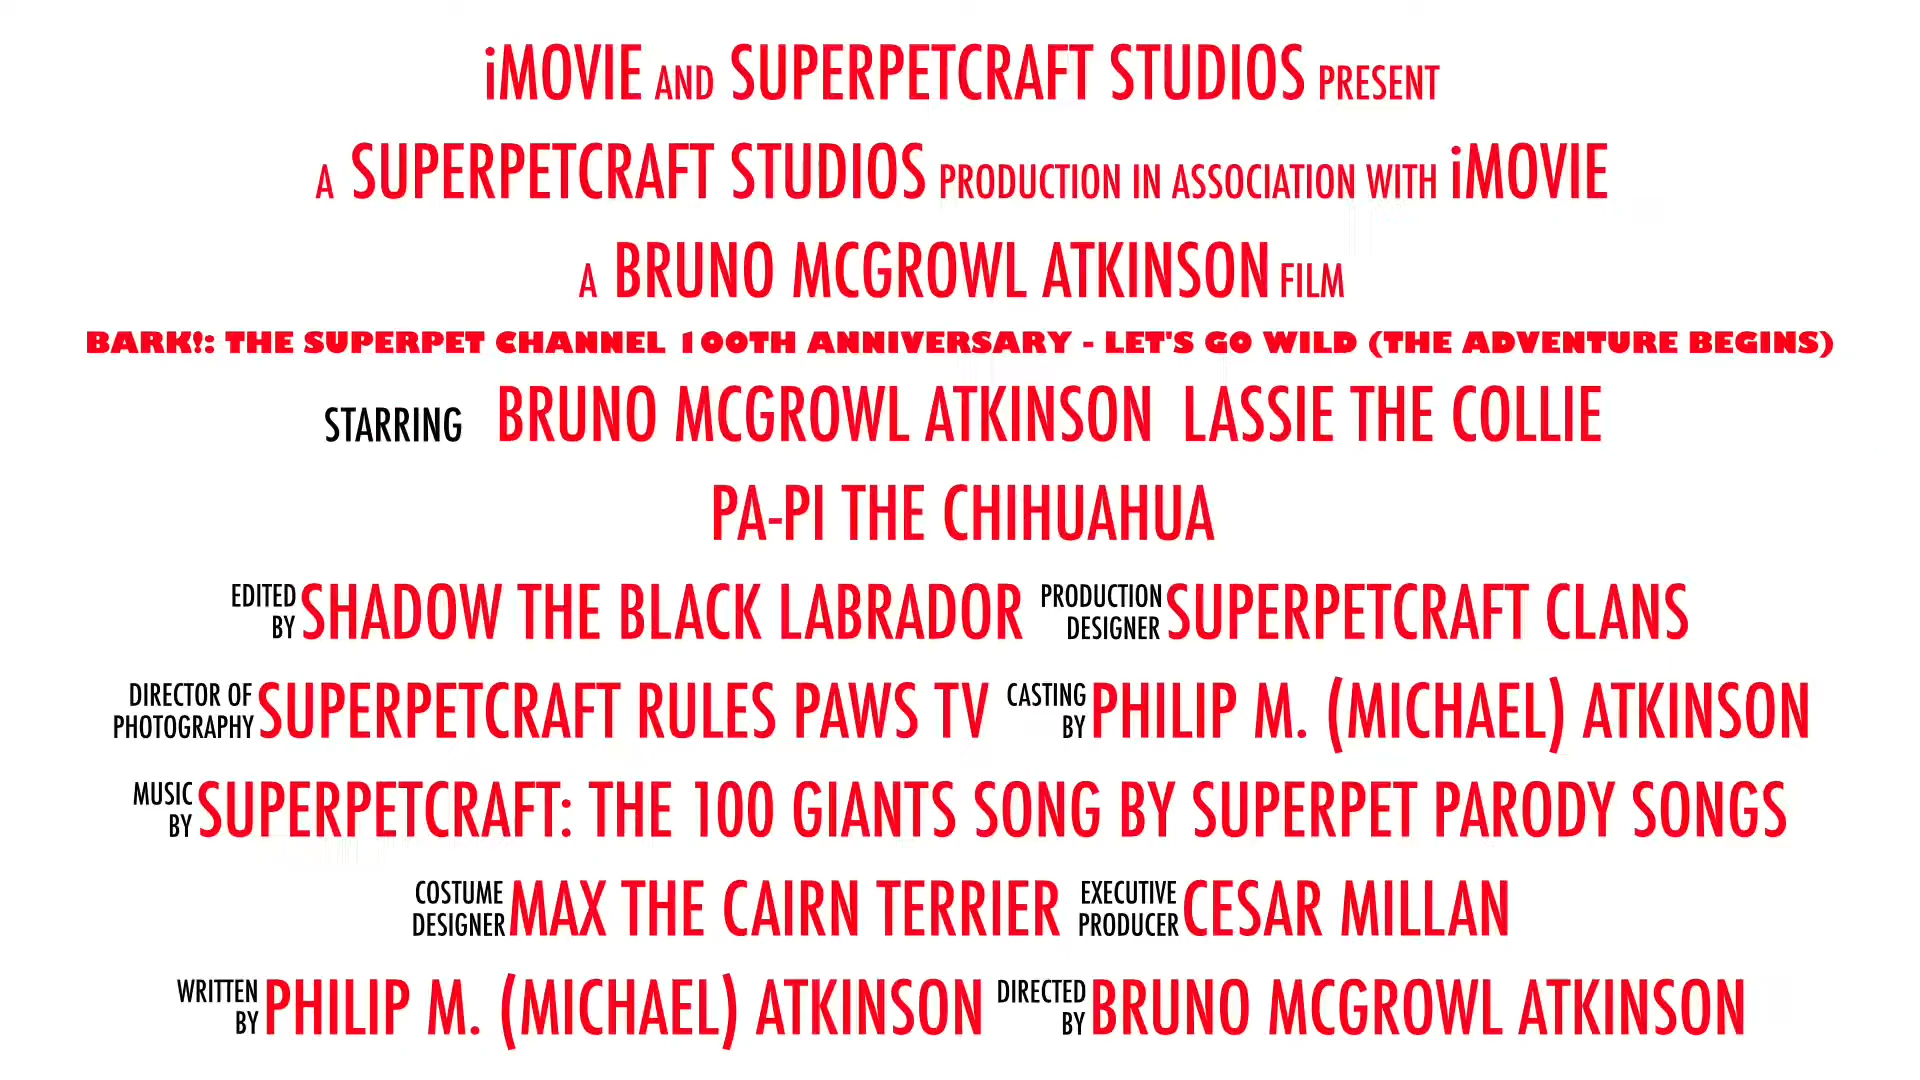 iMOVIE AND SUPERPETCRAFT STUDIOS PRESENT
A SUPERPETCRAFT STUDIOS PRODUCTION IN ASSOCIATION WITH iMOVIE
A BRUNO MCGROWL ATKINSON FILM
BARK!: THE SUPERPET CHANNEL 100TH ANNIVERSARY - LET'S GO WILD (THE ADVENTURE BEGINS)
STARRING BRUNO MCGROWL ATKINSON LASSIE THE COLLIE
PA-PI THE CHIHUAHUA
EDITED BY SHADOW THE BLACK LABRADOR PRODUCTION DESIGNER SUPERPETCRAFT CLANS
DIRECTOR OF PHOTOGRAPHY SUPERPETCRAFT RULES PAWS TV CASTING BY PHILIP M. (MICHAEL) ATKINSON
MUSIC BY SUPERPETCRAFT: THE 100 GIANTS SONG BY SUPERPET PARODY SONGS
COSTUME DESIGNER MAX THE CAIRN TERRIER EXECUTIVE PRODUCER CESAR MILLAN
WRITTEN BY PHILIP M. (MICHAEL) ATKINSON DIRECTED BY BRUNO MCGROWL ATKINSON